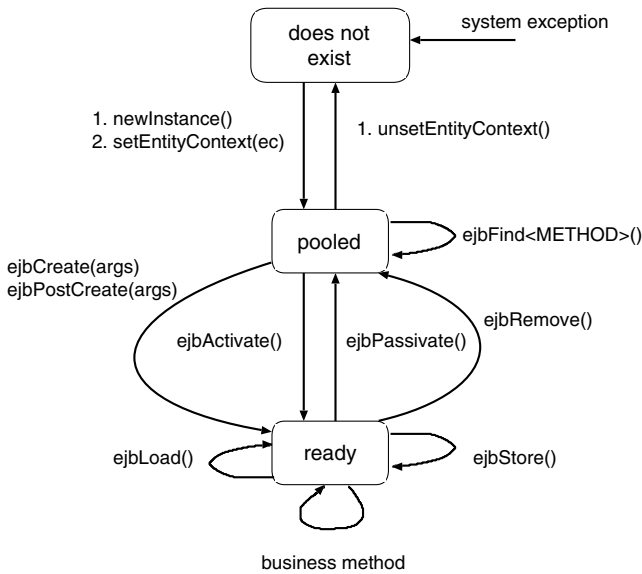 system exception
does not
exist
1. newInstance()
2. setEntityContext(ec)
1. unsetEntityContext()
pooled
ejbFind<METHOD>()
ejbCreate(args)
ejbPostCreate(args)
ejbActivate()
ejbPassivate()
ejbRemove()
ejbLoad()
ready
ejbStore()
business method